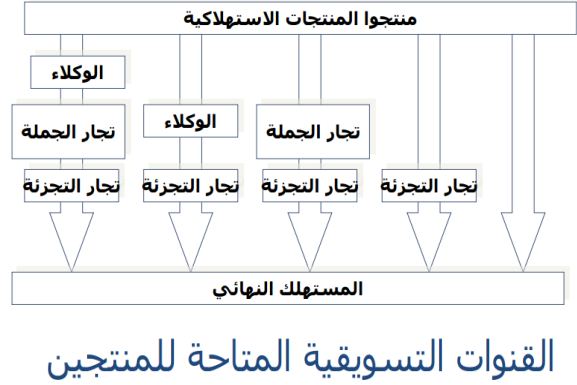 منتجوا المنتجات الاستهلاكية
الوكلاء
الوكلاء
تجار الجملة
تجار الجملة
تجار التجزئة
تجار التجزئة
تجار التجزئة
تجار التجزئة
المستهلك النهائي
القنوات التسويقية المتاحة للمنتجين